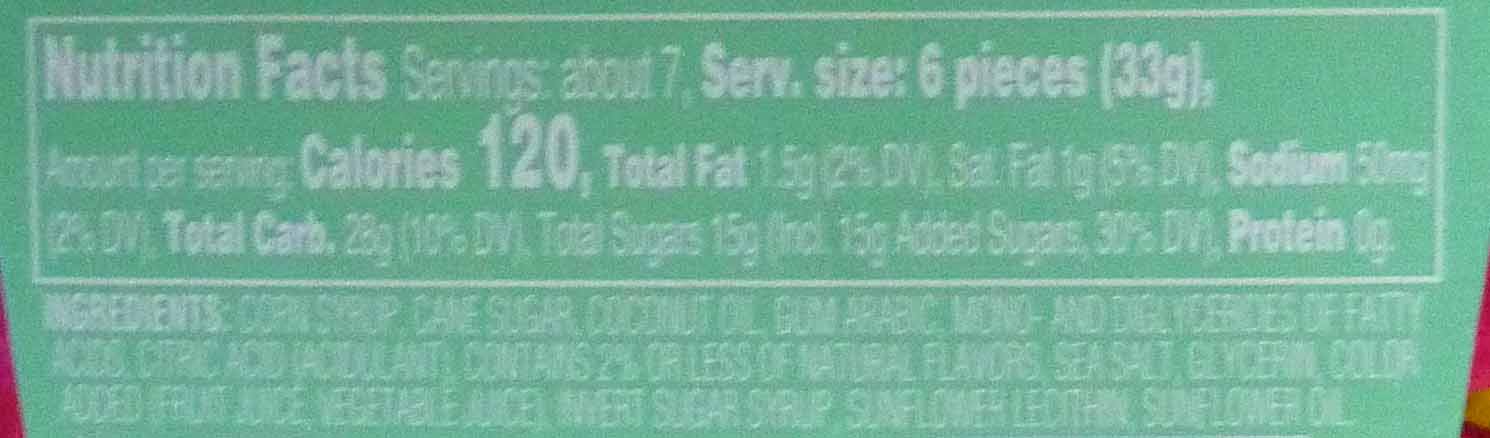 Nutrition Facts Servings: about 7, Serv. size: 6 pieces (33g),
Amount per serving: Calories 120, Total Fat 1.5g (2% DV), Sat. Fat 1g (5% DV), Sodium 50mg
(2% DV), Total Carb. 28g (10% DV), Total Sugars 15g (Incl. 15g Added Sugars, 30% DV), Protein 0g.
INGREDIENTS: CORN SYRUP, CANE SUGAR, COCONUT OIL, GUM ARABIC, MONO- AND DIGLYCERIDES OF FATTY
ACIDS, CITRIC ACID (ACIDULANT), CONTAINS 2% OR LESS OF NATURAL FLAVORS, SEA SALT, GLYCERIN, COLOR
ADDED (FRUIT JUICE, VEGETABLE JUICE), INVERT SUGAR SYRUP, SUNFLOWER LECITHIN, SUNFLOWER OIL.